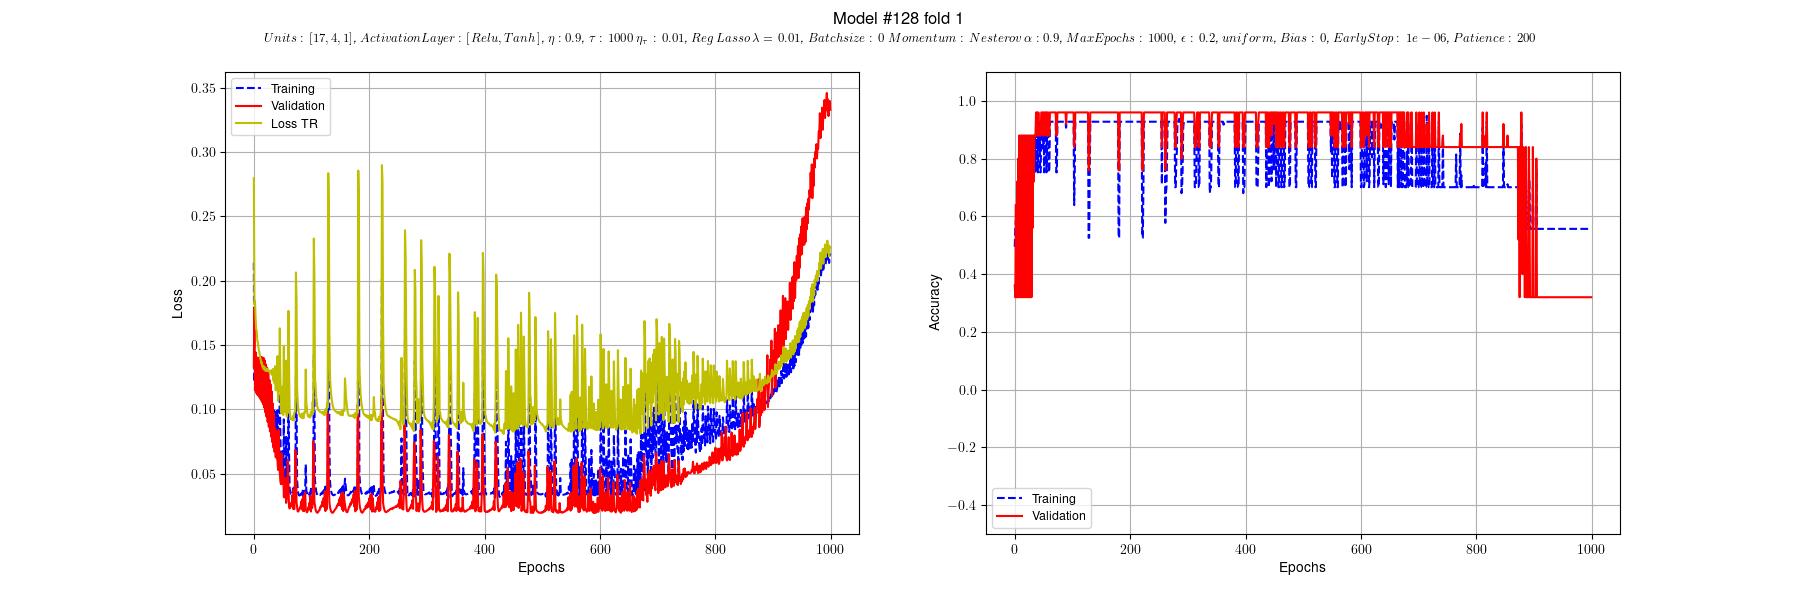 Model #128 fold 1
Units : [17, 4, 1], ActivationLayer : [Relu, Tanh], η : 0.9, τ : 1000 ητ : 0.01, Reg Lasso λ = 0.01, Batchsize : 0 Momentum : Nesterov α : 0.9, MaxEpochs : 1000, ϵ : 0.2, uniform, Bias : 0, EarlyStop : 1e − 06, Patience : 200
Training
Validation
Loss TR
0.35
0.30
0.25
0.20
0.15
0.10
0.05
Loss
0 200 400 600 800 1000
Epochs
1.0
0.8
0.6
0.4
0.2
0.0
−0.2
−0.4
Accuracy
Training
Validation
0 200 400 600 800 1000
Epochs